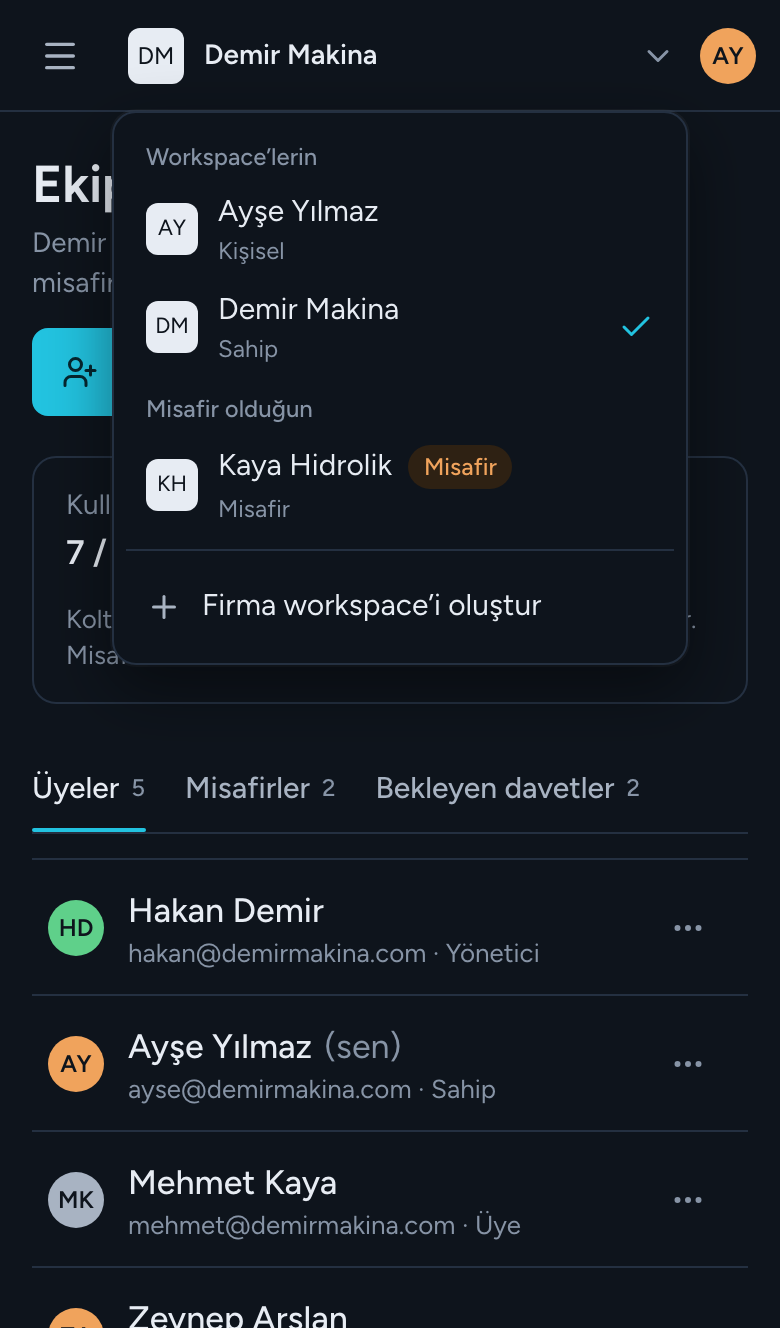 DM Demir Makina AY
Workspace’lerin
AY Ayşe Yılmaz
Kişisel
DM Demir Makina
Sahip
Misafir olduğun
KH Kaya Hidrolik Misafir
Misafir
Firma workspace’i oluştur
Demir
7 /
Üyeler 5 Misafirler 2 Bekleyen davetler 2
HD Hakan Demir
hakan@demirmakina.com · Yönetici
AY Ayşe Yılmaz (sen)
ayse@demirmakina.com · Sahip
MK Mehmet Kaya
mehmet@demirmakina.com · Üye
Zeynep Arslan